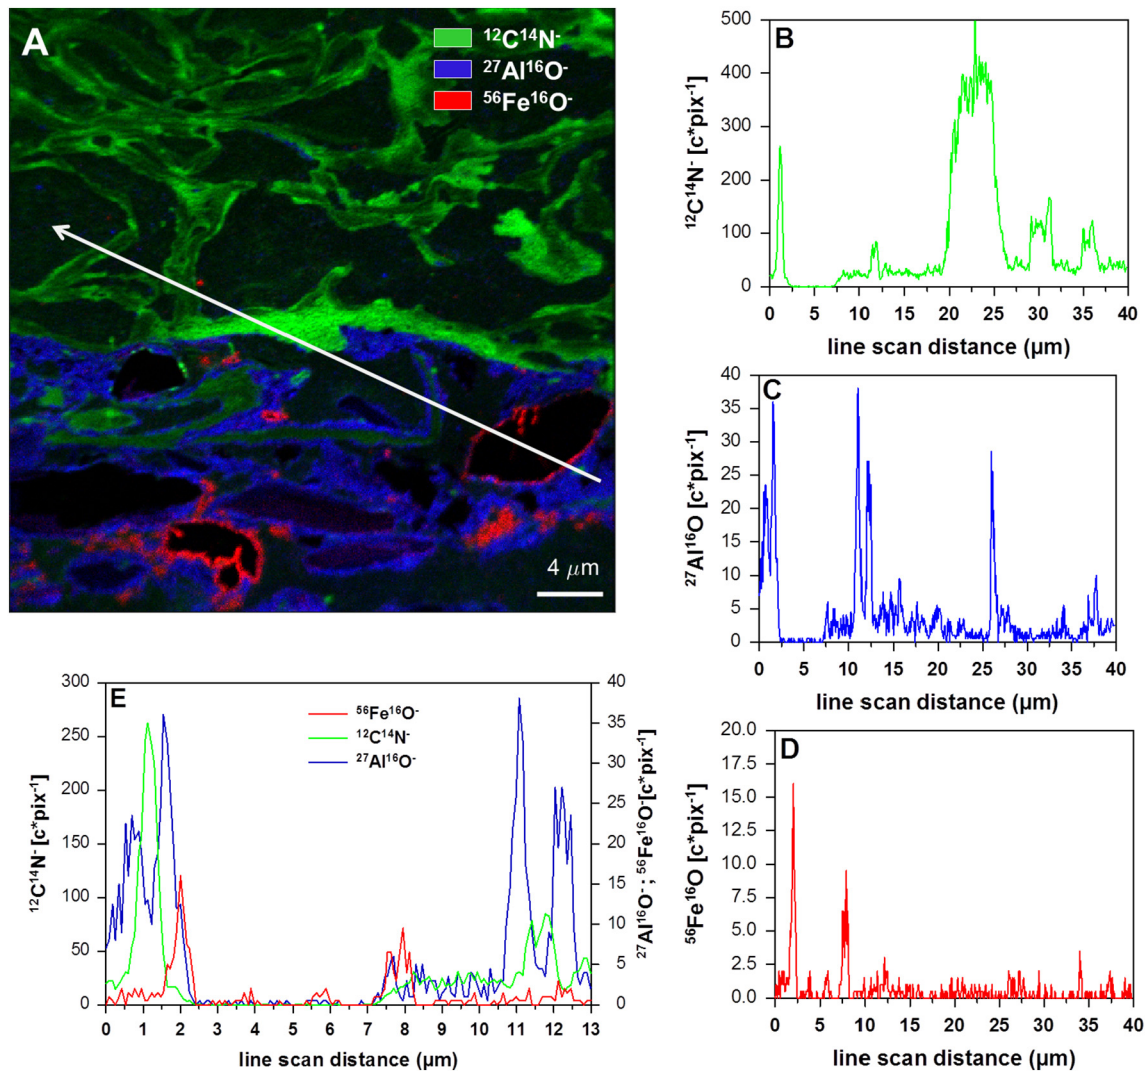 A
¹²C¹⁴N⁻
²⁷Al¹⁶O⁻
⁵⁶Fe¹⁶O⁻
4 μm
B
500
400
300
200
100
0
¹²C¹⁴N⁻ [c*pix⁻¹]
0 5 10 15 20 25 30 35 40
line scan distance (µm)
C
40
35
30
25
20
15
10
5
0
²⁷Al¹⁶O [c*pix⁻¹]
0 5 10 15 20 25 30 35 40
line scan distance (µm)
D
20.0
17.5
15.0
12.5
10.0
7.5
5.0
2.5
0.0
⁵⁶Fe¹⁶O [c*pix⁻¹]
0 5 10 15 20 25 30 35 40
line scan distance (µm)
E
⁵⁶Fe¹⁶O⁻
¹²C¹⁴N⁻
²⁷Al¹⁶O⁻
300
250
200
150
100
50
0
¹²C¹⁴N⁻ [c*pix⁻¹]
40
35
30
25
20
15
10
5
0
²⁷Al¹⁶O⁻ ; ⁵⁶Fe¹⁶O⁻[c*pix⁻¹]
0 1 2 3 4 5 6 7 8 9 10 11 12 13
line scan distance (µm)